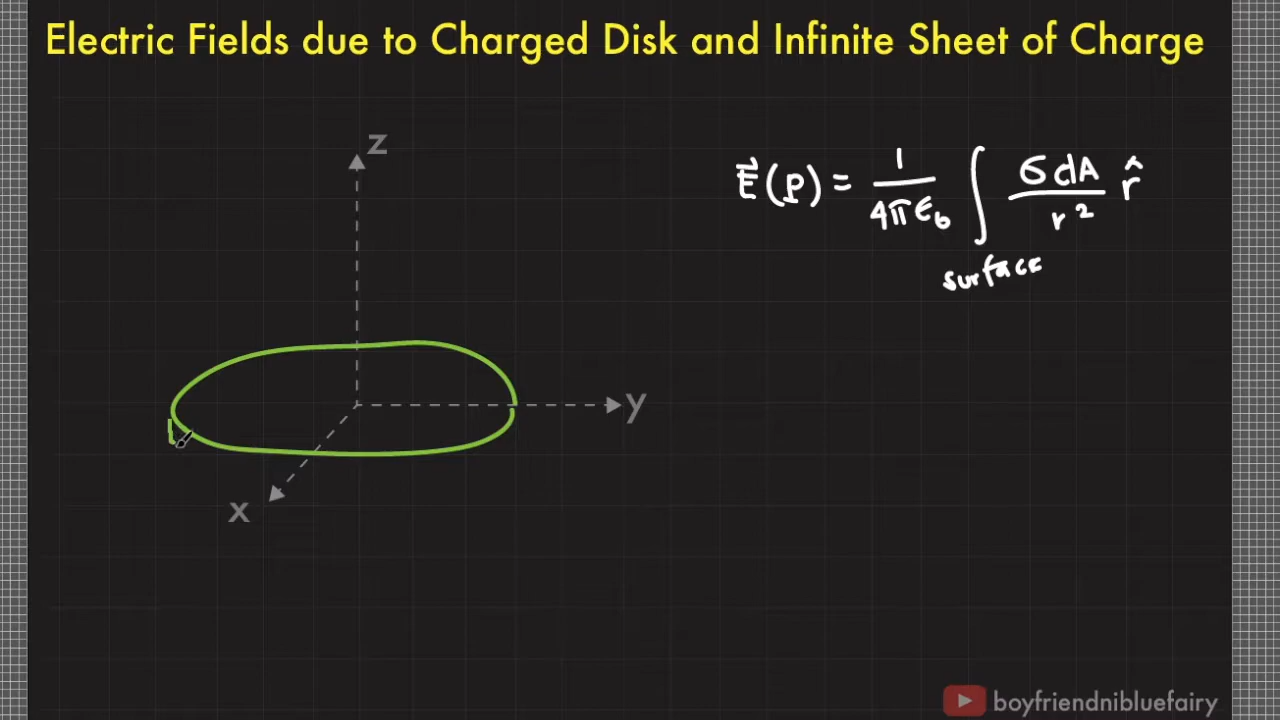 Electric Fields due to Charged Disk and Infinite Sheet of Charge
z
E⃗(P) = 1/4πε₀ ∫surface σdA/r² r̂
y
x
boyfriendnibluefairy